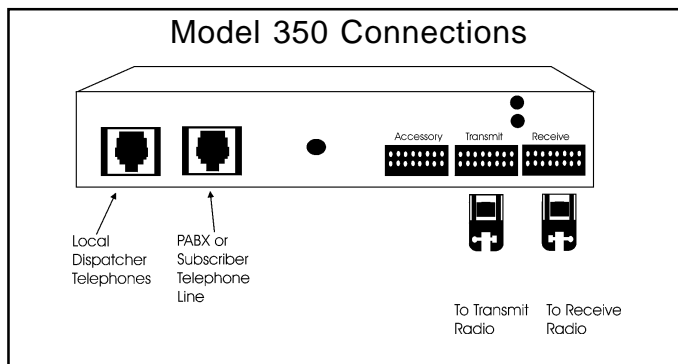 Model 350 Connections
Accessory
Transmit
Receive
Local
Dispatcher
Telephones
PABX or
Subscriber
Telephone
Line
To Transmit
Radio
To Receive
Radio